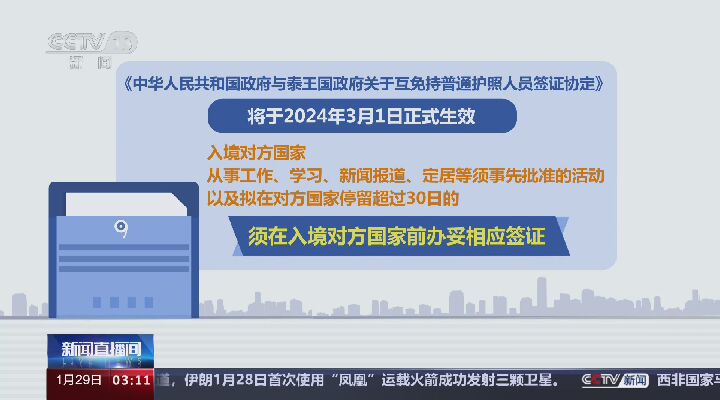 CCTV 13
新闻
《中华人民共和国政府与泰王国政府关于互免持普通护照人员签证协定》
将于2024年3月1日正式生效
入境对方国家
从事工作、学习、新闻报道、定居等须事先批准的活动
以及拟在对方国家停留超过30日的
须在入境对方国家前办妥相应签证
新闻直播间
LIVE NEWS
1月29日 03:11
道，伊朗1月28日首次使用“凤凰”运载火箭成功发射三颗卫星。 CCTV新闻 西非国家马